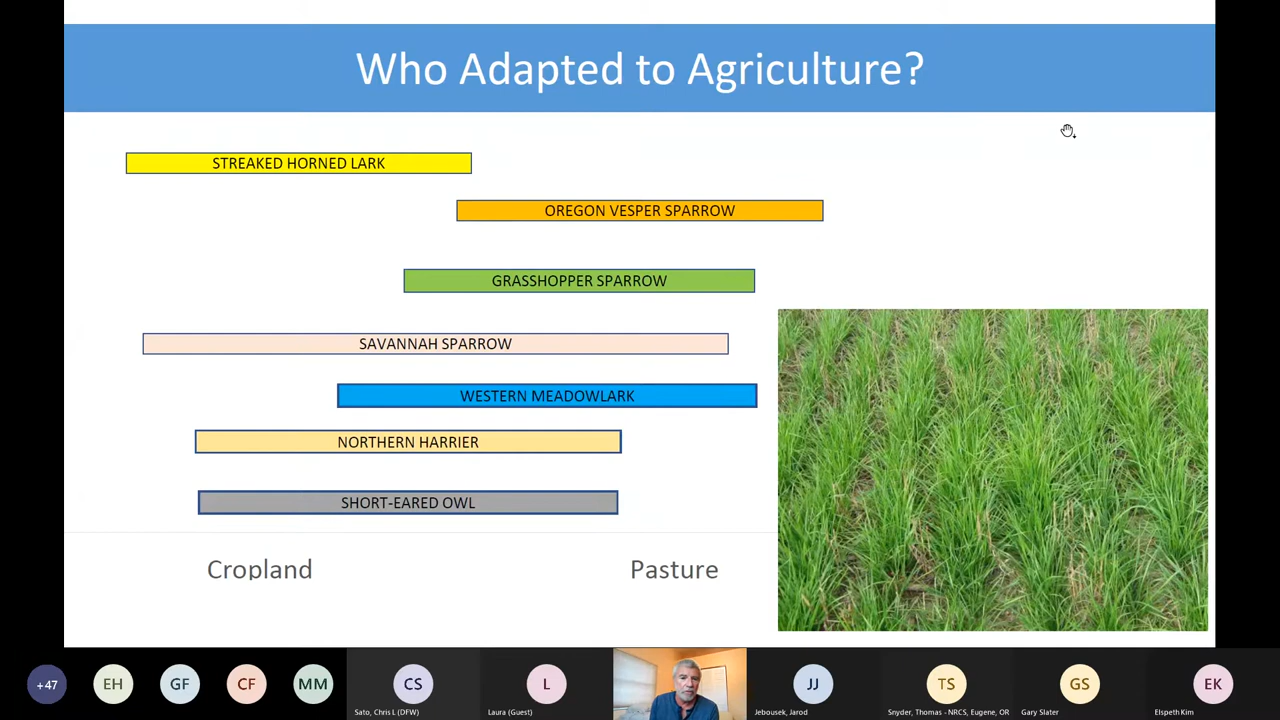 Who Adapted to Agriculture?
STREAKED HORNED LARK
OREGON VESPER SPARROW
GRASSHOPPER SPARROW
SAVANNAH SPARROW
WESTERN MEADOWLARK
NORTHERN HARRIER
SHORT-EARED OWL
Cropland
Pasture
+47
EH
GF
CF
MM
CS
L
JJ
TS
GS
EK
Sato, Chris L (DFW)
Laura (Guest)
Jebousek, Jarod
Snyder, Thomas - NRCS, Eugene, OR
Gary Slater
Elspeth Kim